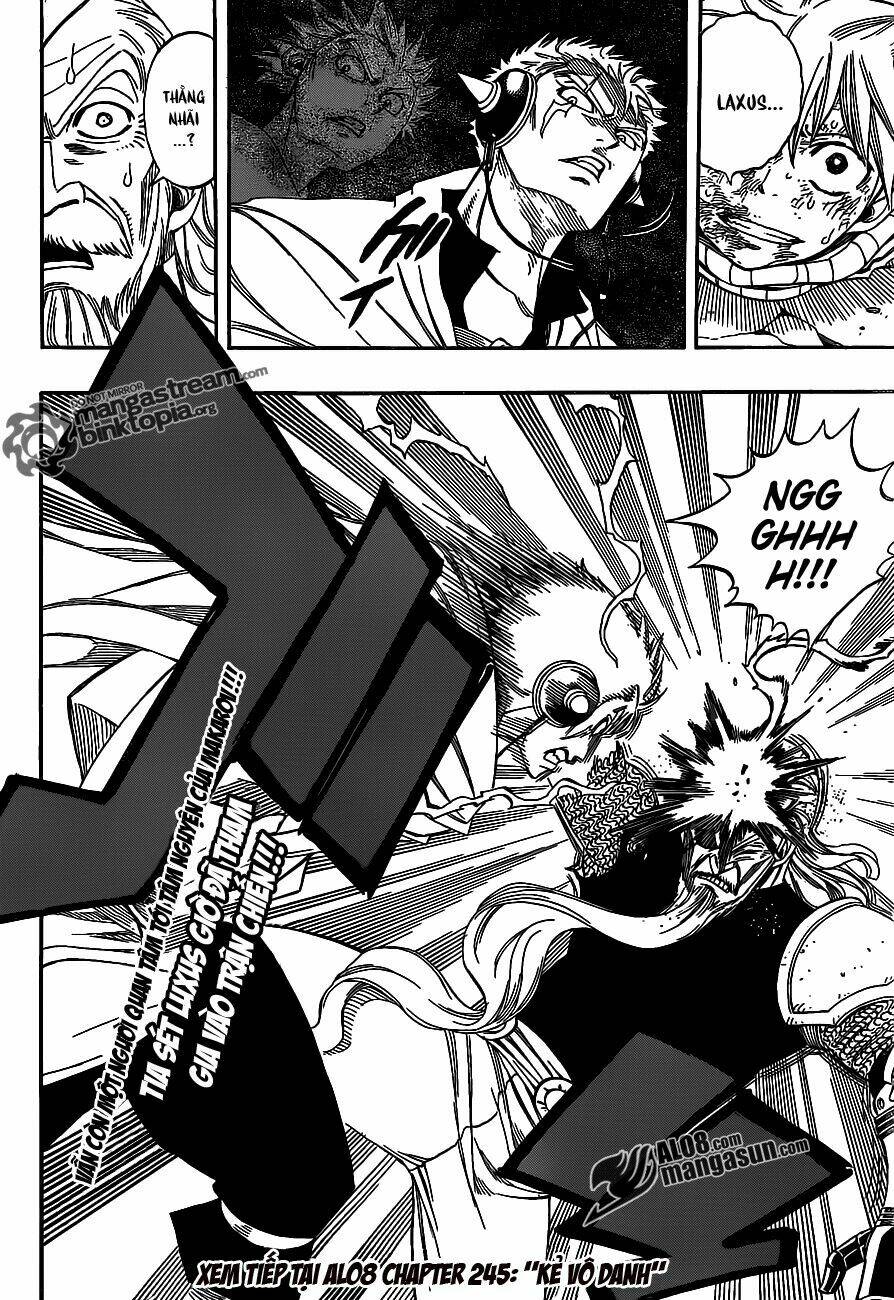 LAXUS...
THẰNG
NHÃI
...?
DO NOT MIRROR
mangastream.com
binktopia.org
NGG
GHHH
H!!!
VẪN CÒN MỘT NGƯỜI QUAN TÂM TỚI TÂM NGUYỆN CỦA MAKAROU!!!
TIA SÉT LUXUS GIỜ ĐÃ THAM
GIA VÀO TRẬN CHIẾN!!!
ALO8.com
mangasun.com
XEM TIẾP TẠI ALO8 CHAPTER 245: "KẺ VÔ DANH"